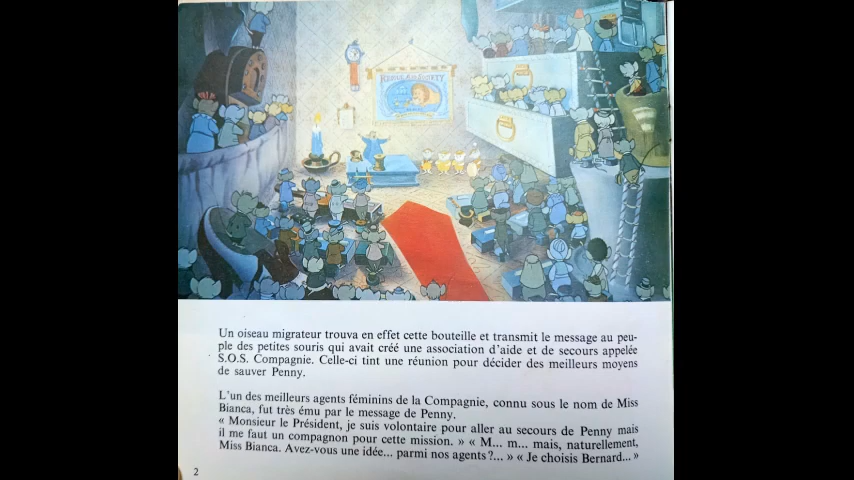 RESCUE AID SOCIETY
Un oiseau migrateur trouva en effet cette bouteille et transmit le message au peu-
ple des petites souris qui avait créé une association d'aide et de secours appelée
S.O.S. Compagnie. Celle-ci tint une réunion pour décider des meilleurs moyens
de sauver Penny.
L'un des meilleurs agents féminins de la Compagnie, connu sous le nom de Miss
Bianca, fut très ému par le message de Penny.
« Monsieur le Président, je suis volontaire pour aller au secours de Penny mais
il me faut un compagnon pour cette mission. » « M... m... mais, naturellement,
Miss Bianca. Avez-vous une idée... parmi nos agents ?... » « Je choisis Bernard... »
2